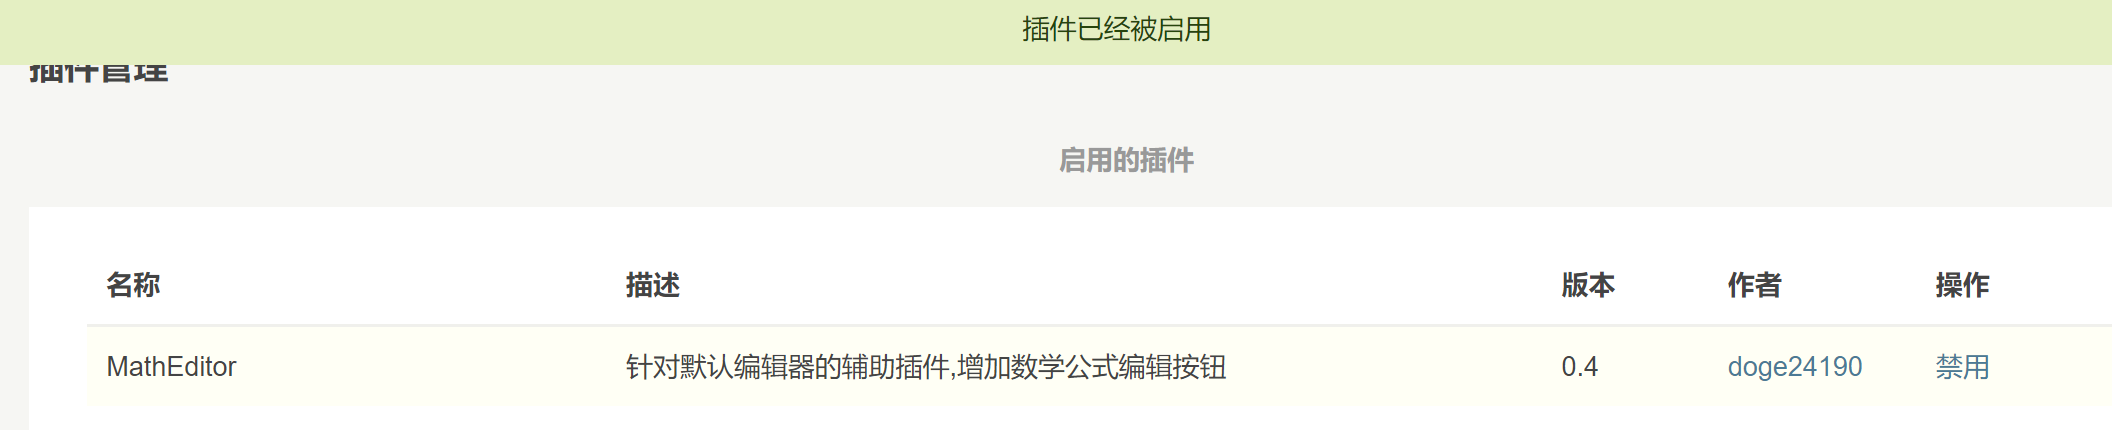 插件已经被启用
插件管理
启用的插件
名称 描述 版本 作者 操作
MathEditor 针对默认编辑器的辅助插件,增加数学公式编辑按钮 0.4 doge24190 禁用